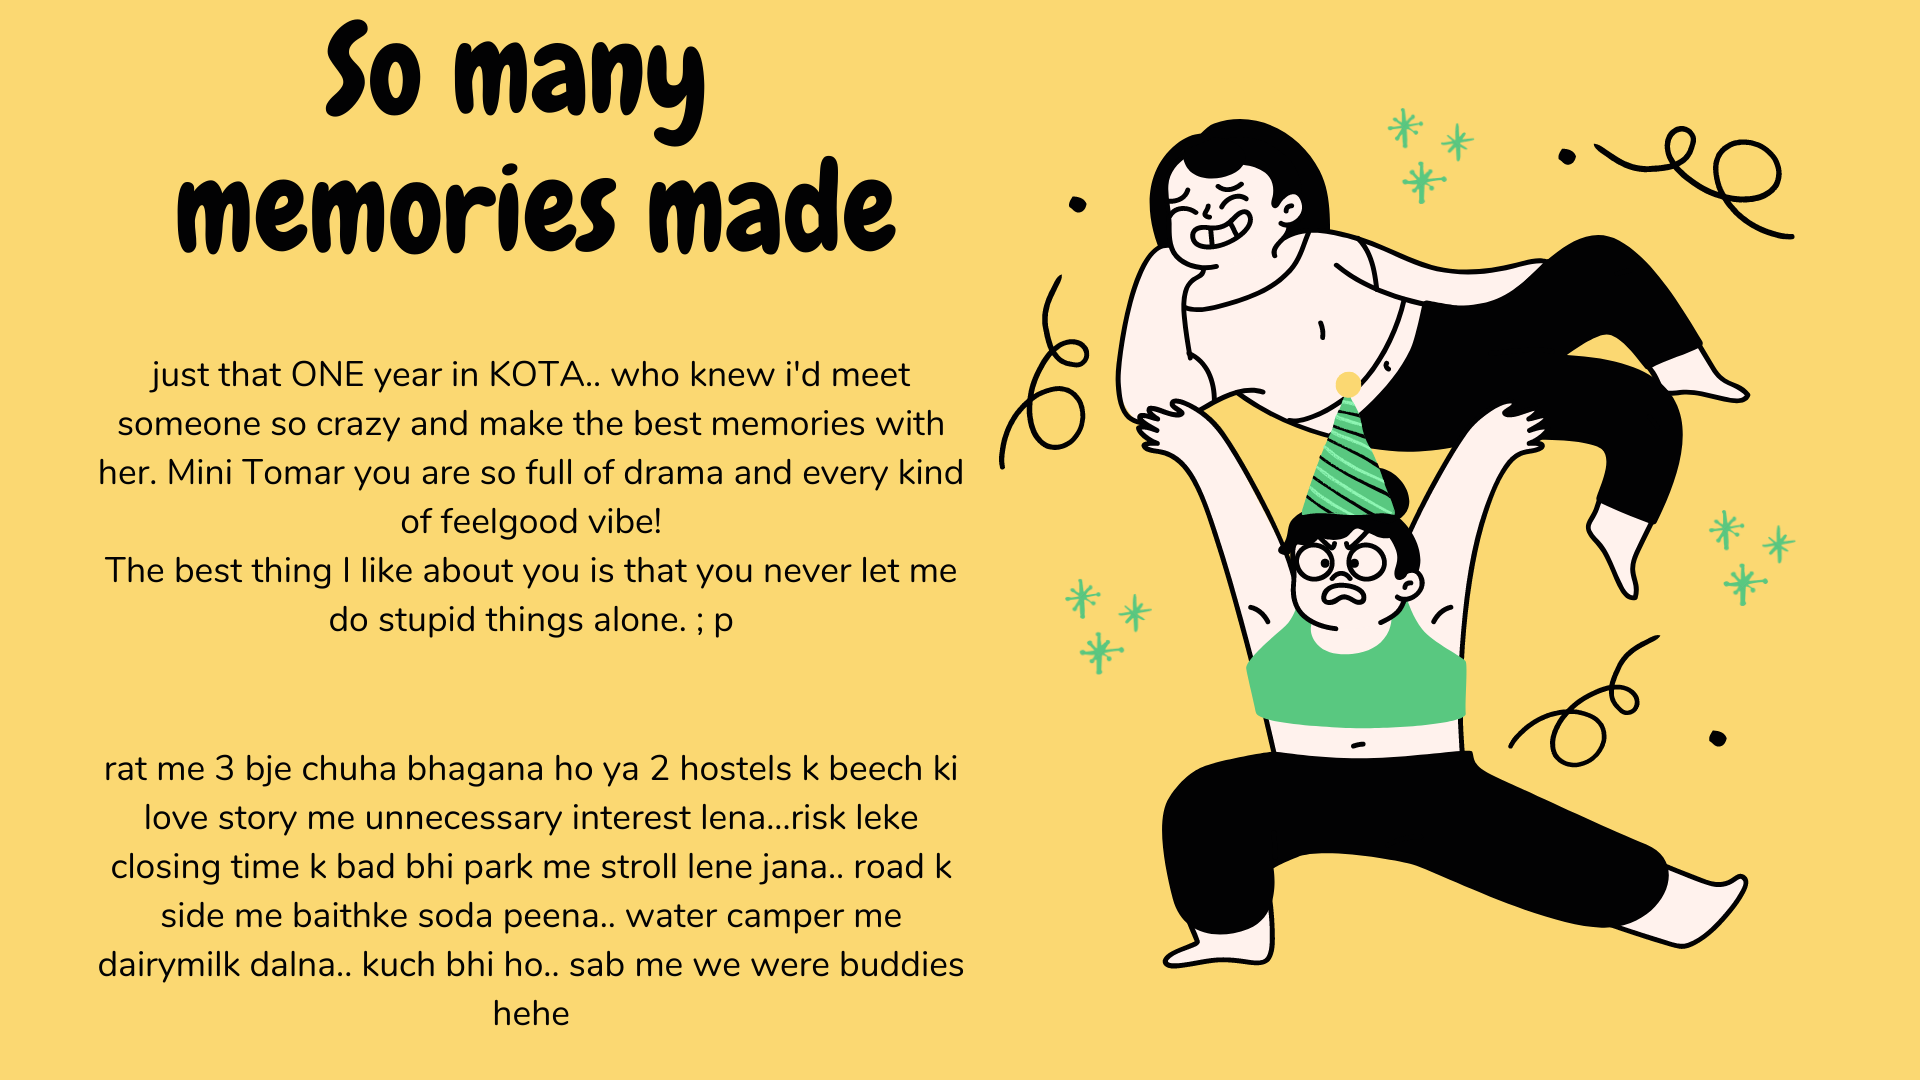 So many
memories made
just that ONE year in KOTA.. who knew i'd meet
someone so crazy and make the best memories with
her. Mini Tomar you are so full of drama and every kind
of feelgood vibe!
The best thing I like about you is that you never let me
do stupid things alone. ; p
rat me 3 bje chuha bhagana ho ya 2 hostels k beech ki
love story me unnecessary interest lena...risk leke
closing time k bad bhi park me stroll lene jana.. road k
side me baithke soda peena.. water camper me
dairymilk dalna.. kuch bhi ho.. sab me we were buddies
hehe